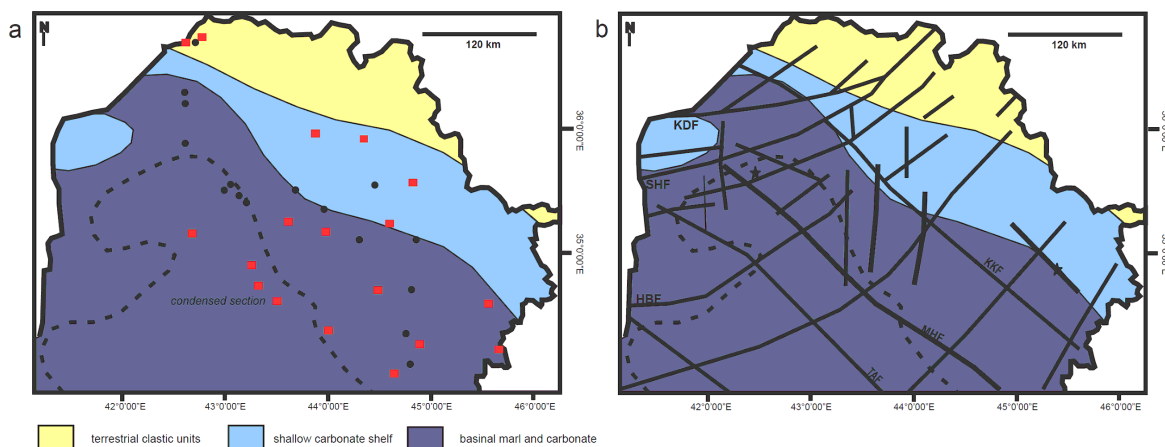 a
N
120 km
36°0'0"E
35°0'0"E
condensed section
42°0'0"E
43°0'0"E
44°0'0"E
45°0'0"E
46°0'0"E
b
N
120 km
KDF
SHF
HBF
KKF
MHF
TAF
42°0'0"E
43°0'0"E
44°0'0"E
45°0'0"E
46°0'0"E
terrestrial clastic units
shallow carbonate shelf
basinal marl and carbonate